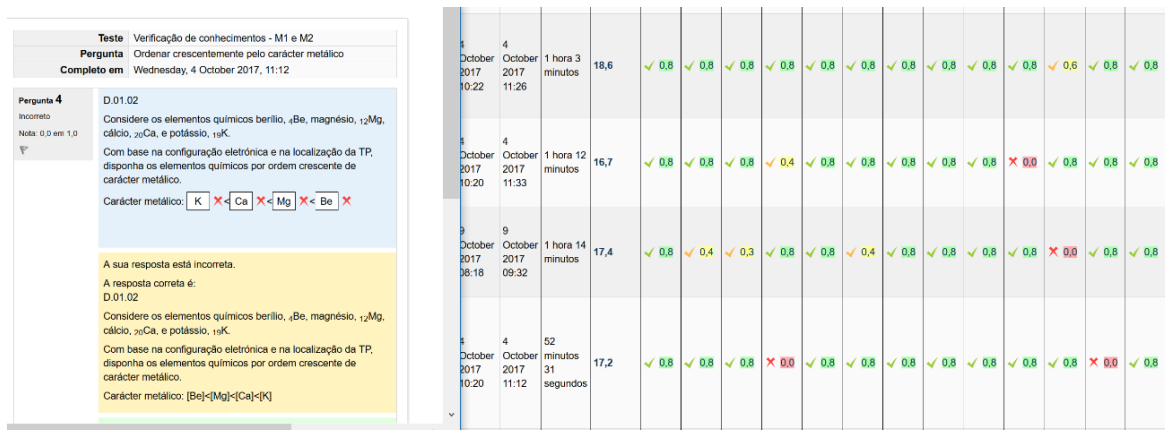 Teste Verificação de conhecimentos - M1 e M2
Pergunta Ordenar crescentemente pelo carácter metálico
Completo em Wednesday, 4 October 2017, 11:12
Pergunta 4
Incorreto
Nota: 0,0 em 1,0
D.01.02
Considere os elementos químicos berílio, 4Be, magnésio, 12Mg,
cálcio, 20Ca, e potássio, 19K.
Com base na configuração eletrónica e na localização da TP,
disponha os elementos químicos por ordem crescente de
carácter metálico.
Carácter metálico: K < Ca < Mg < Be
A sua resposta está incorreta.
A resposta correta é:
D.01.02
Considere os elementos químicos berílio, 4Be, magnésio, 12Mg,
cálcio, 20Ca, e potássio, 19K.
Com base na configuração eletrónica e na localização da TP,
disponha os elementos químicos por ordem crescente de
carácter metálico.
Carácter metálico: [Be]<[Mg]<[Ca]<[K]
4 4
October October 1 hora 3
2017 2017 minutos 18,6 0,8 0,8 0,8 0,8 0,8 0,8 0,8 0,8 0,8 0,8 0,6 0,8 0,8
10:22 11:26
4 4
October October 1 hora 12
2017 2017 minutos 16,7 0,8 0,8 0,8 0,4 0,8 0,8 0,8 0,8 0,8 0,0 0,8 0,8 0,8
10:20 11:33
9 9
October October 1 hora 14
2017 2017 minutos 17,4 0,8 0,4 0,3 0,8 0,8 0,4 0,8 0,8 0,8 0,8 0,0 0,8 0,8
08:18 09:32
4 4 52
October October minutos
2017 2017 31 17,2 0,8 0,8 0,8 0,0 0,8 0,8 0,8 0,8 0,8 0,8 0,8 0,0 0,8
10:20 11:12 segundos